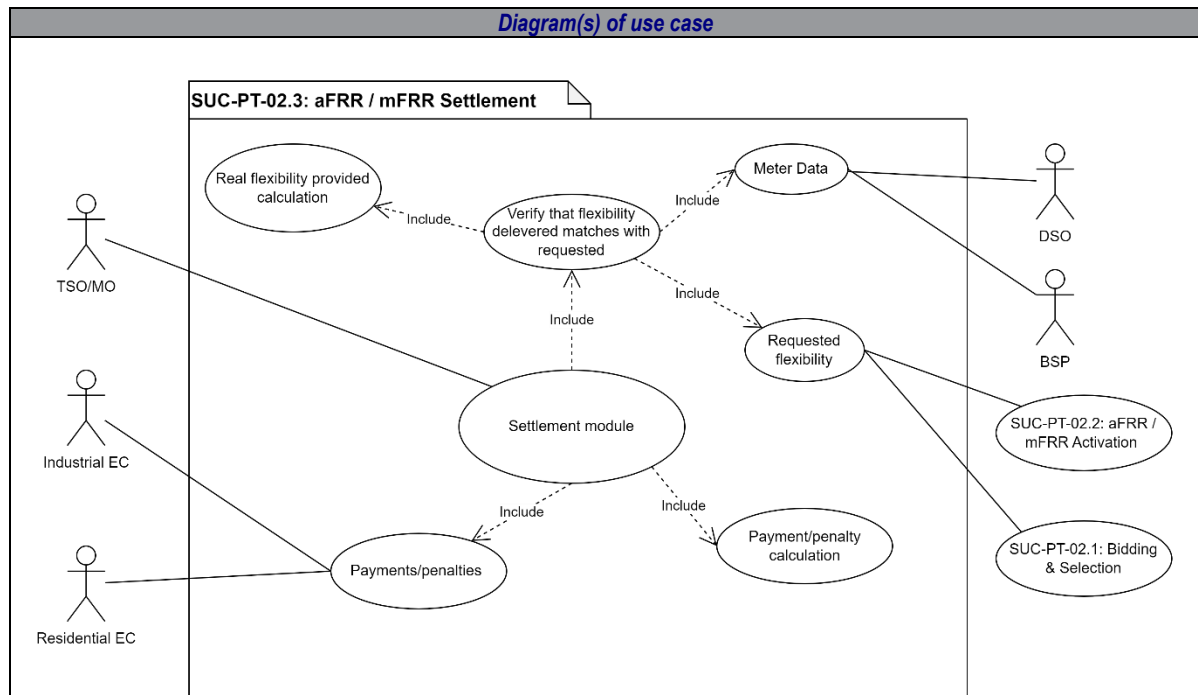 Diagram(s) of use case
SUC-PT-02.3: aFRR / mFRR Settlement
Real flexibility provided
calculation
Include
Verify that flexibility
delevered matches with
requested
Include
Meter Data
DSO
TSO/MO
Include
Include
Requested
flexibility
BSP
Settlement module
SUC-PT-02.2: aFRR /
mFRR Activation
Industrial EC
Include
Include
Payments/penalties
Payment/penalty
calculation
SUC-PT-02.1: Bidding
& Selection
Residential EC